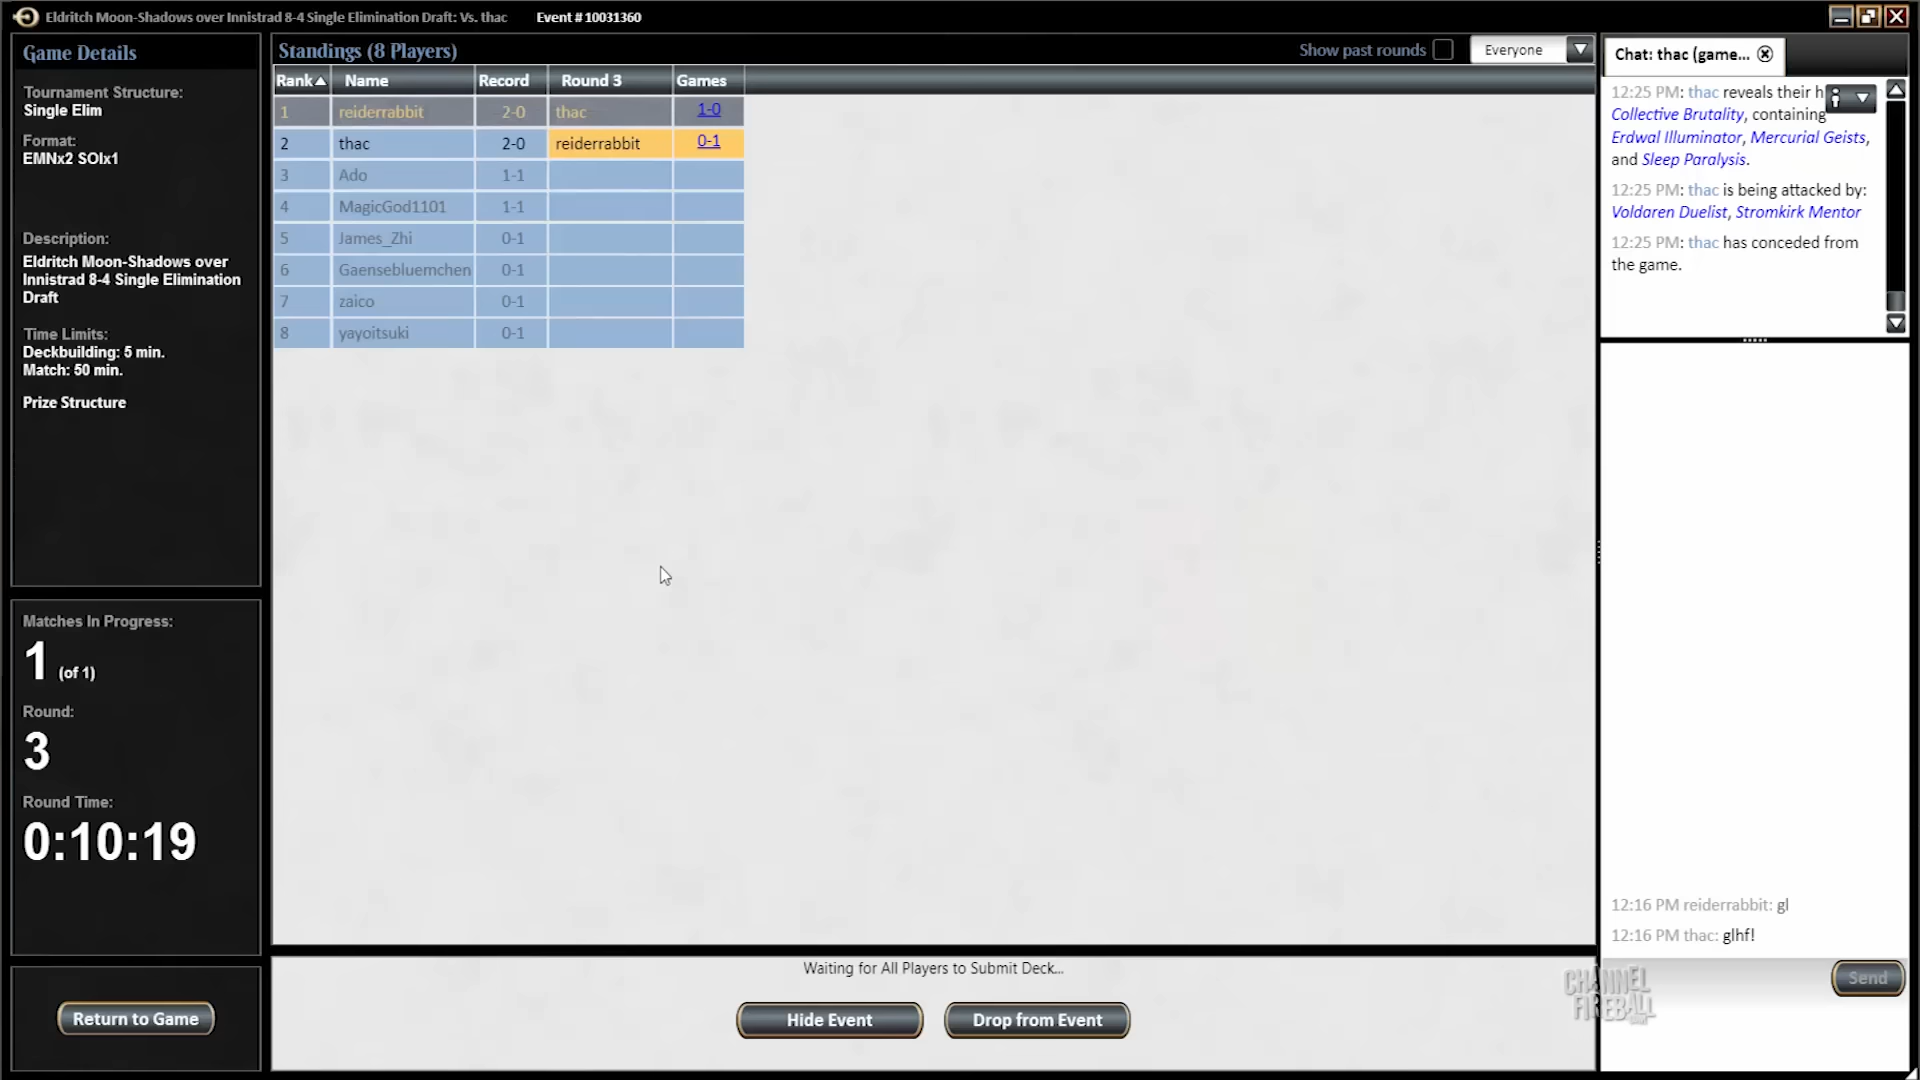 Eldritch Moon-Shadows over Innistrad 8-4 Single Elimination Draft: Vs. thac Event # 10031360
Game Details
Tournament Structure:
Single Elim
Format:
EMNx2 SOIx1
Description:
Eldritch Moon-Shadows over
Innistrad 8-4 Single Elimination
Draft
Time Limits:
Deckbuilding: 5 min.
Match: 50 min.
Prize Structure
Matches In Progress:
1 (of 1)
Round:
3
Round Time:
0:10:19
Return to Game
Standings (8 Players) Show past rounds Everyone
Rank Name Record Round 3 Games
1 reiderrabbit 2-0 thac 1-0
2 thac 2-0 reiderrabbit 0-1
3 Ado 1-1
4 MagicGod1101 1-1
5 James_Zhi 0-1
6 Gaensebluemchen 0-1
7 zaico 0-1
8 yayoitsuki 0-1
Waiting for All Players to Submit Deck...
Hide Event Drop from Event
Chat: thac (game...
12:25 PM: thac reveals their h
Collective Brutality, containing
Erdwal Illuminator, Mercurial Geists,
and Sleep Paralysis.
12:25 PM: thac is being attacked by:
Voldaren Duelist, Stromkirk Mentor
12:25 PM: thac has conceded from
the game.
12:16 PM reiderrabbit: gl
12:16 PM thac: glhf!
Send
CHANNEL
FIREBALL